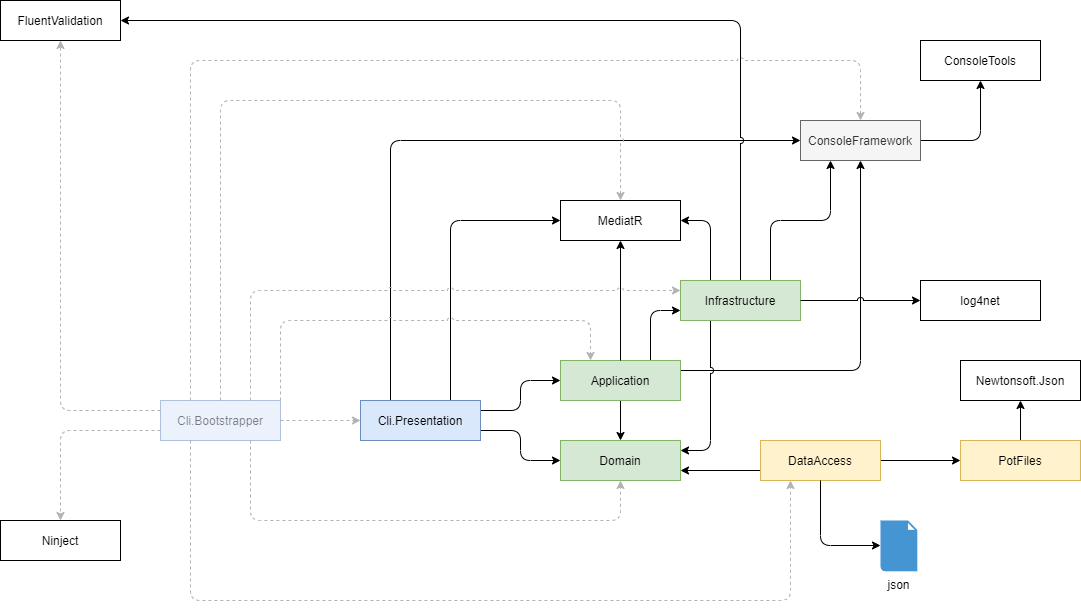 FluentValidation
ConsoleTools
ConsoleFramework
MediatR
Infrastructure
log4net
Application
Newtonsoft.Json
Cli.Bootstrapper
Cli.Presentation
Domain
DataAccess
PotFiles
Ninject
json